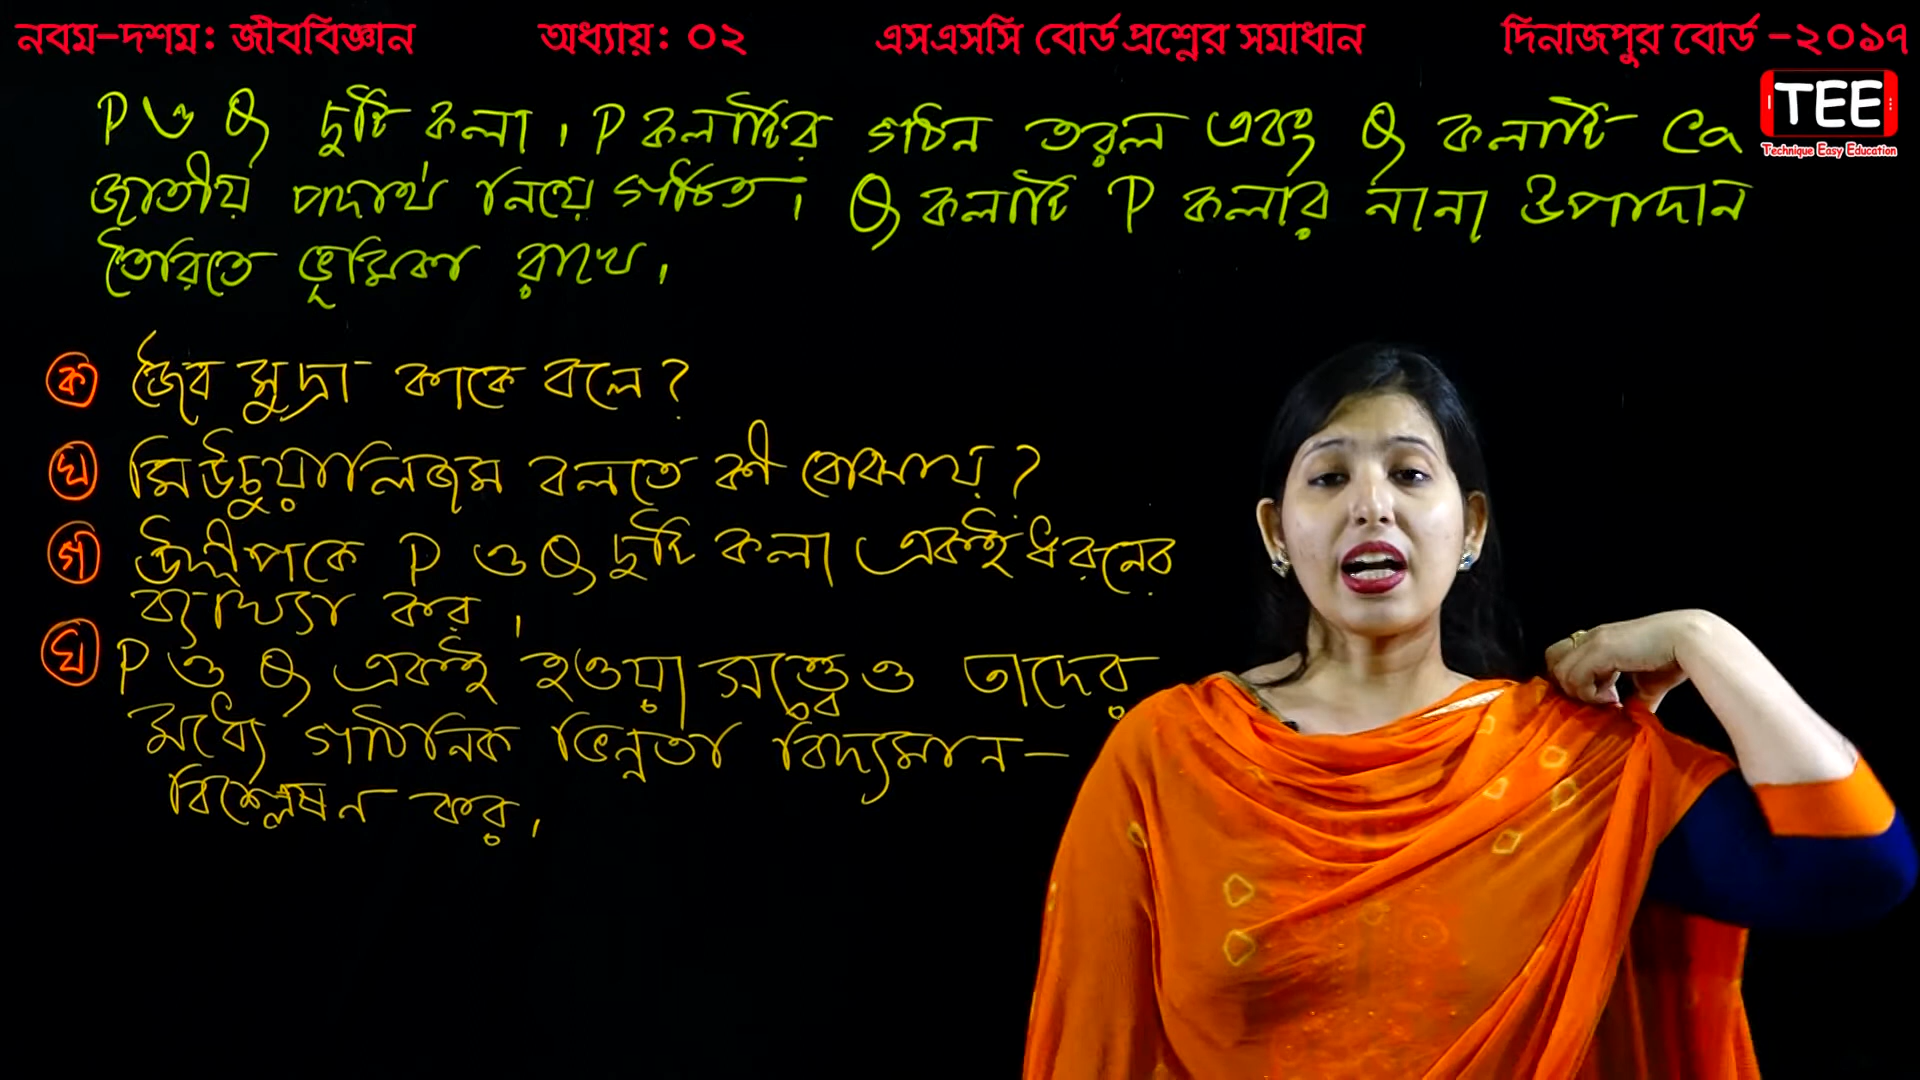 নবম-দশম: জীববিজ্ঞান অধ্যায়: ০২ এসএসসি বোর্ড প্রশ্নের সমাধান দিনাজপুর বোর্ড -২০১৭
TEE
Technique Easy Education
P ও Q দুটি কলা। P কলাটির গঠন তরল এবং Q কলাটি Ca
জাতীয় পদার্থ নিয়ে গঠিত। Q কলাটি P কলার নানা উপাদান
তৈরিতে ভূমিকা রাখে।
ক জৈব মুদ্রা কাকে বলে?
খ মিউচুয়ালিজম বলতে কী বোঝায়?
গ উদ্দীপকে P ও Q দুটি কলা একই ধরনের
ব্যাখ্যা কর।
ঘ P ও Q একই হওয়া সত্ত্বেও তাদের
মধ্যে গাঠনিক ভিন্নতা বিদ্যমান-
বিশ্লেষন কর।